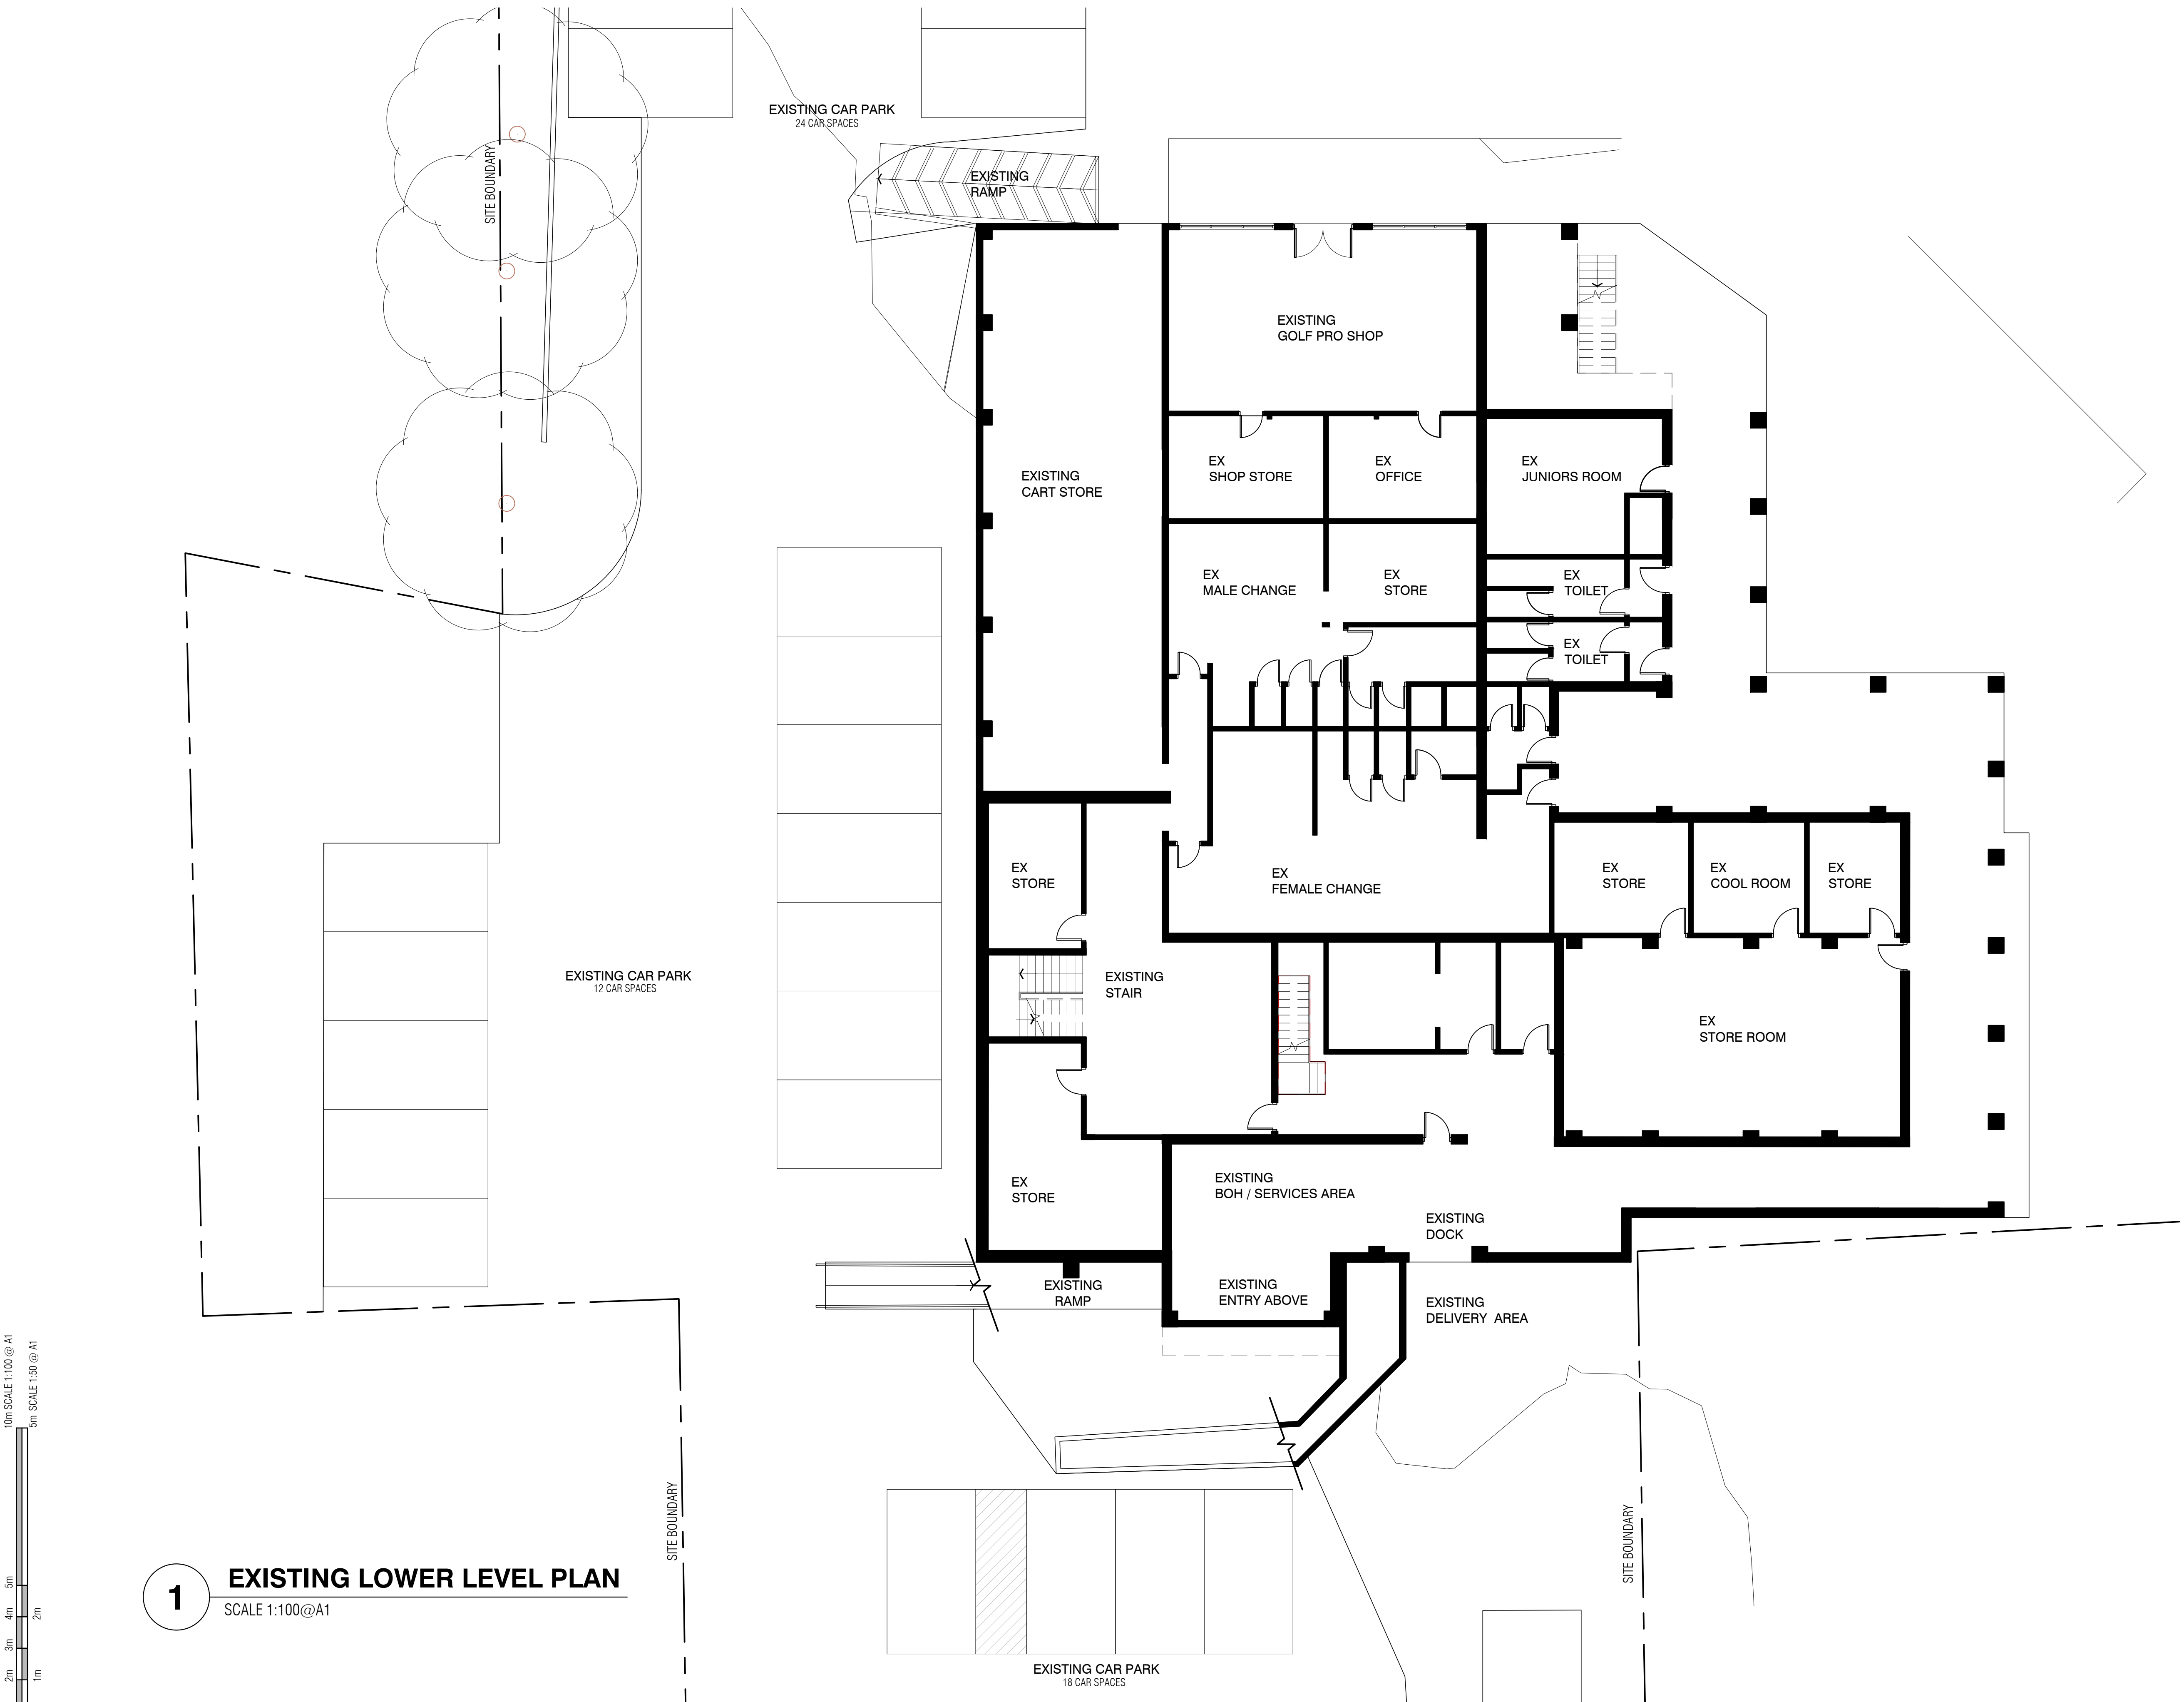 EXISTING CAR PARK
24 CAR SPACES
SITE BOUNDARY
EXISTING
RAMP
EXISTING
GOLF PRO SHOP
EXISTING
CART STORE
EX
SHOP STORE
EX
OFFICE
EX
JUNIORS ROOM
EX
MALE CHANGE
EX
STORE
EX
TOILET
EX
TOILET
EX
STORE
EX
FEMALE CHANGE
EX
STORE
EX
COOL ROOM
EX
STORE
EXISTING CAR PARK
12 CAR SPACES
EXISTING
STAIR
EX
STORE ROOM
EX
STORE
EXISTING
BOH / SERVICES AREA
EXISTING
DOCK
EXISTING
RAMP
EXISTING
ENTRY ABOVE
EXISTING
DELIVERY AREA
10m SCALE 1:100 @ A1
5m SCALE 1:50 @ A1
5m
4m
2m
3m
2m
1m
SITE BOUNDARY
SITE BOUNDARY
1
EXISTING LOWER LEVEL PLAN
SCALE 1:100@A1
EXISTING CAR PARK
18 CAR SPACES